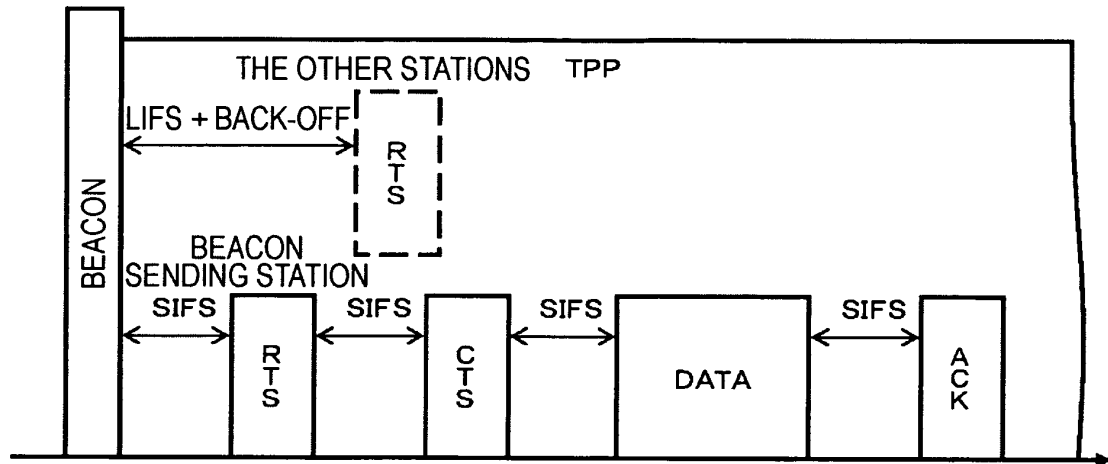 THE OTHER STATIONS TPP
LIFS + BACK-OFF
RTS
BEACON
BEACON
SENDING STATION
SIFS
SIFS
SIFS
SIFS
RTS
CTS
DATA
ACK